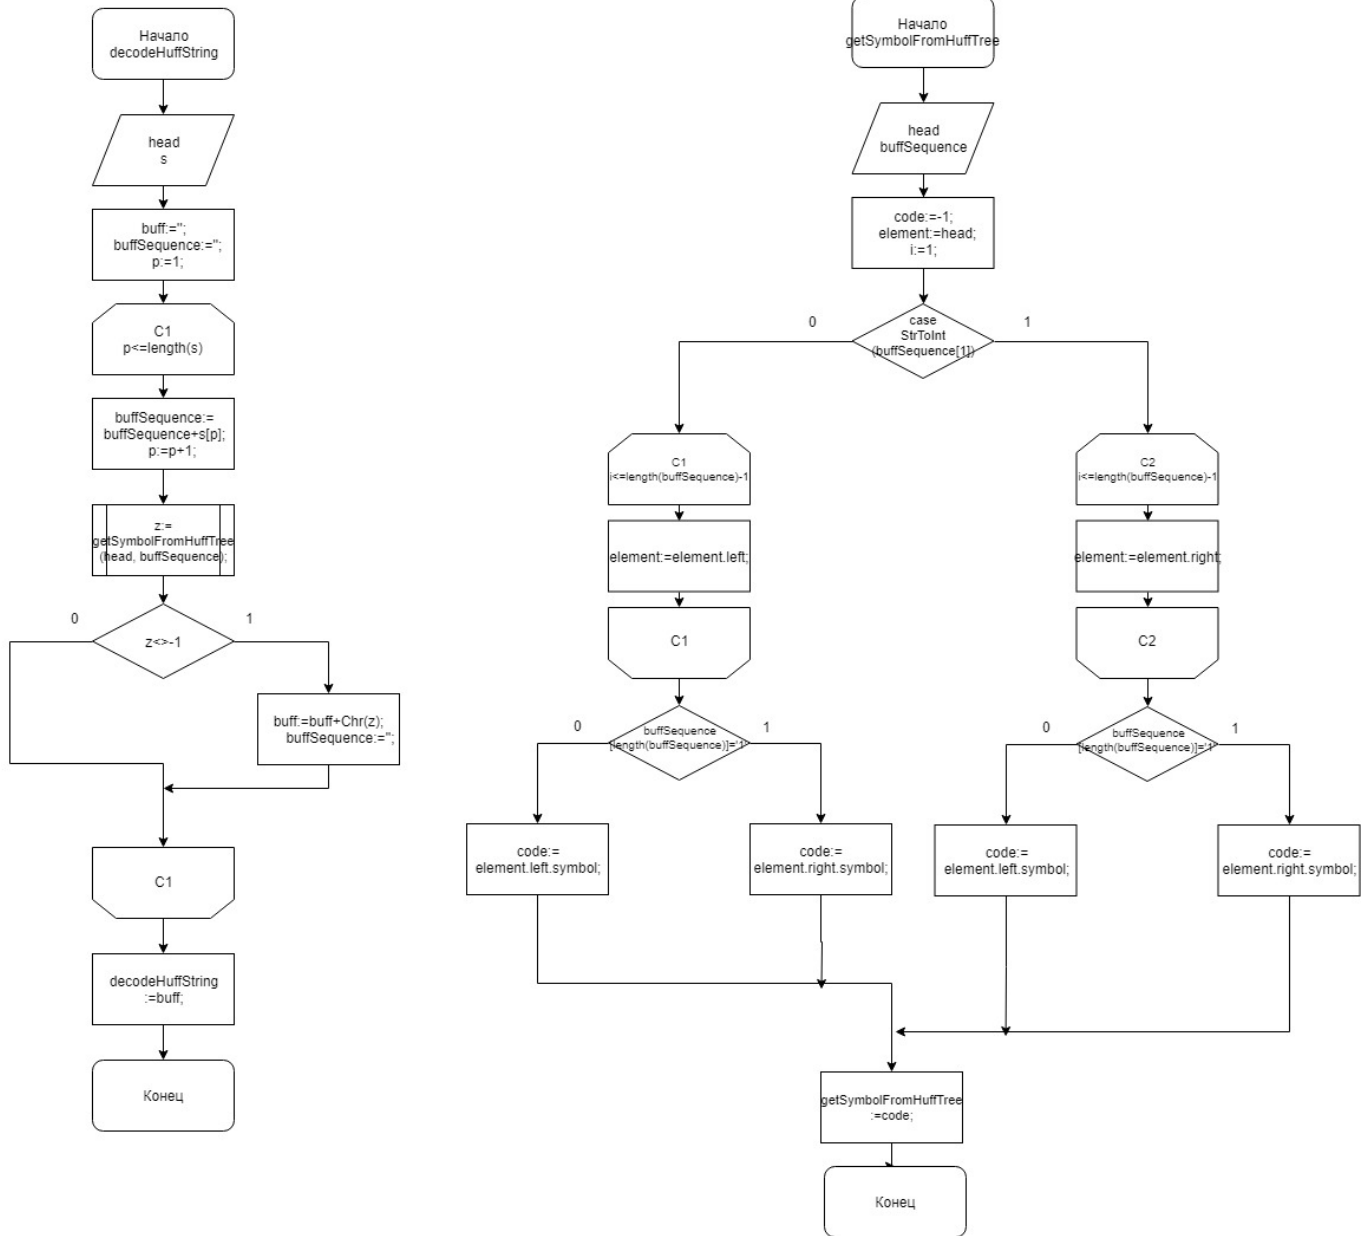 Начало
decodeHuffString
head
s
buff:='';
buffSequence:='';
p:=1;
C1
p<=length(s)
buffSequence:=
buffSequence+s[p];
p:=p+1;
z:=
getSymbolFromHuffTree
(head, buffSequence);
0
1
z<>-1
buff:=buff+Chr(z);
buffSequence:='';
C1
decodeHuffString
:=buff;
Конец
Начало
getSymbolFromHuffTree
head
buffSequence
code:=-1;
element:=head;
i:=1;
0
1
case
StrToInt
(buffSequence[1])
C1
i<=length(buffSequence)-1
element:=element.left;
C1
0
1
buffSequence
[length(buffSequence)]='1'
code:=
element.left.symbol;
code:=
element.right.symbol;
C2
i<=length(buffSequence)-1
element:=element.right;
C2
0
1
buffSequence
[length(buffSequence)]='1'
code:=
element.left.symbol;
code:=
element.right.symbol;
getSymbolFromHuffTree
:=code;
Конец